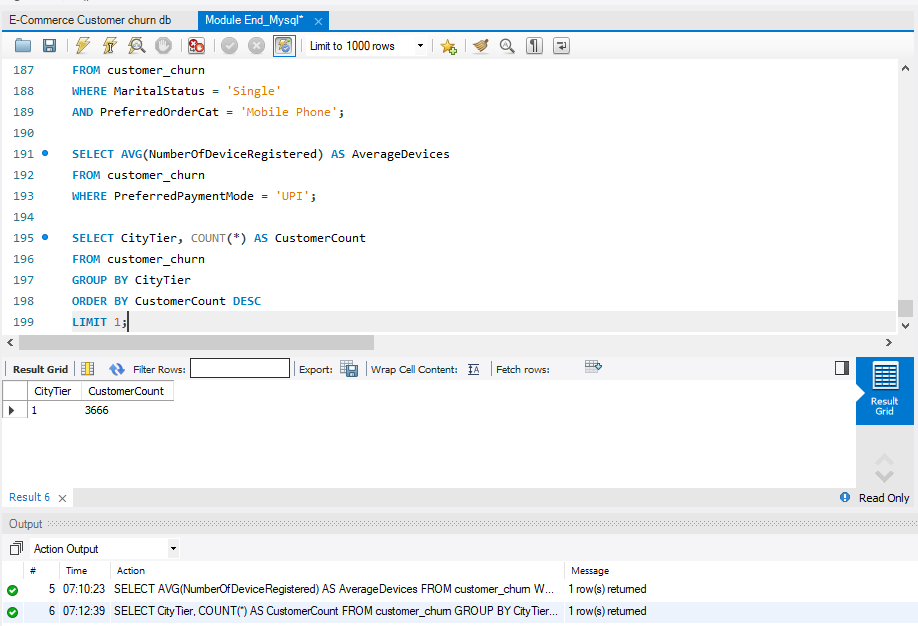 E-Commerce Customer churn db
Module End_Mysql*
Limit to 1000 rows
187 FROM customer_churn
188 WHERE MaritalStatus = 'Single'
189 AND PreferredOrderCat = 'Mobile Phone';
190
191 SELECT AVG(NumberOfDeviceRegistered) AS AverageDevices
192 FROM customer_churn
193 WHERE PreferredPaymentMode = 'UPI';
194
195 SELECT CityTier, COUNT(*) AS CustomerCount
196 FROM customer_churn
197 GROUP BY CityTier
198 ORDER BY CustomerCount DESC
199 LIMIT 1;
Result Grid Filter Rows: Export: Wrap Cell Content: Fetch rows:
CityTier CustomerCount
1 3666
Result Grid
Result 6
Read Only
Output
Action Output
# Time Action Message
5 07:10:23 SELECT AVG(NumberOfDeviceRegistered) AS AverageDevices FROM customer_churn W... 1 row(s) returned
6 07:12:39 SELECT CityTier, COUNT(*) AS CustomerCount FROM customer_churn GROUP BY CityTier... 1 row(s) returned